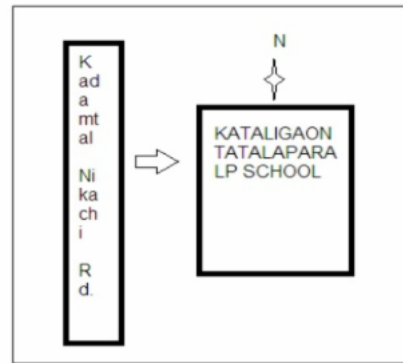 K
ad
a
mt
al
Ni
ka
ch
i
R
d.
N
KATALIGAON
TATALAPARA
LP SCHOOL